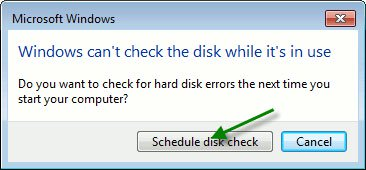 Microsoft Windows
Windows can't check the disk while it's in use
Do you want to check for hard disk errors the next time you
start your computer?
Schedule disk check
Cancel